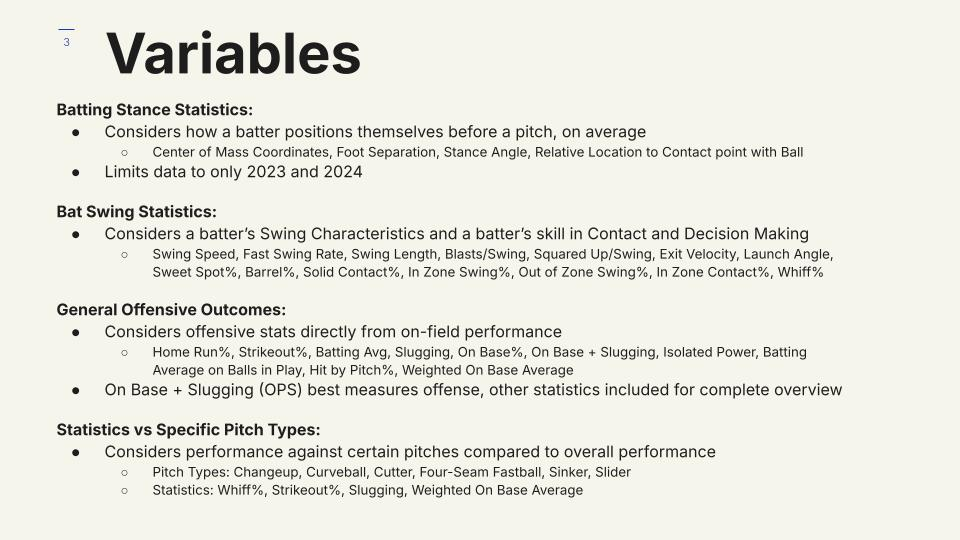 3
Variables
Batting Stance Statistics:
● Considers how a batter positions themselves before a pitch, on average
○ Center of Mass Coordinates, Foot Separation, Stance Angle, Relative Location to Contact point with Ball
● Limits data to only 2023 and 2024
Bat Swing Statistics:
● Considers a batter’s Swing Characteristics and a batter’s skill in Contact and Decision Making
○ Swing Speed, Fast Swing Rate, Swing Length, Blasts/Swing, Squared Up/Swing, Exit Velocity, Launch Angle,
Sweet Spot%, Barrel%, Solid Contact%, In Zone Swing%, Out of Zone Swing%, In Zone Contact%, Whiff%
General Offensive Outcomes:
● Considers offensive stats directly from on-field performance
○ Home Run%, Strikeout%, Batting Avg, Slugging, On Base%, On Base + Slugging, Isolated Power, Batting
Average on Balls in Play, Hit by Pitch%, Weighted On Base Average
● On Base + Slugging (OPS) best measures offense, other statistics included for complete overview
Statistics vs Specific Pitch Types:
● Considers performance against certain pitches compared to overall performance
○ Pitch Types: Changeup, Curveball, Cutter, Four-Seam Fastball, Sinker, Slider
○ Statistics: Whiff%, Strikeout%, Slugging, Weighted On Base Average